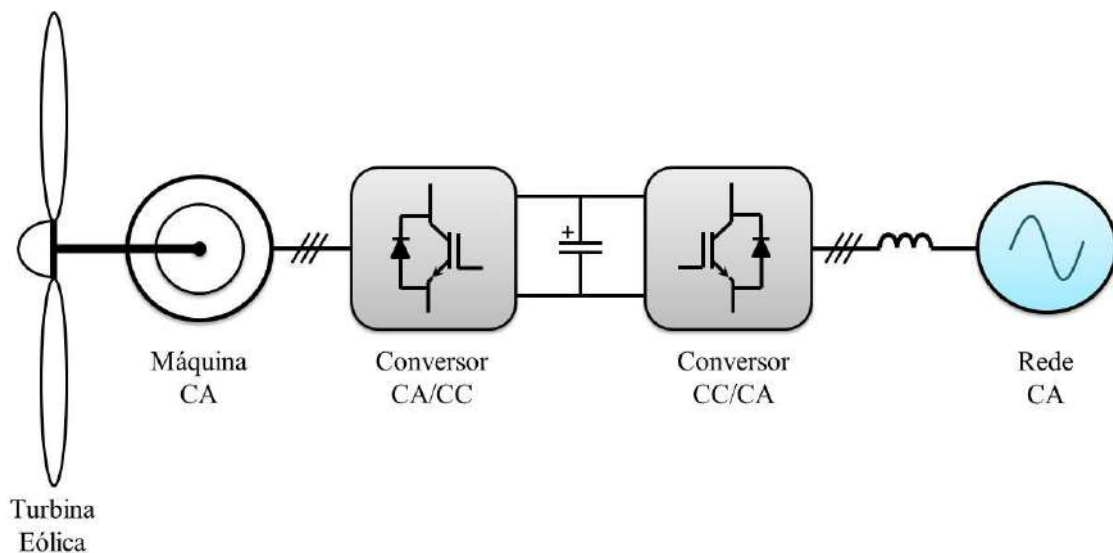 Máquina
CA
Conversor
CA/CC
+
Conversor
CC/CA
Rede
CA
Turbina
Eólica